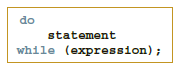 do
    statement
while (expression);